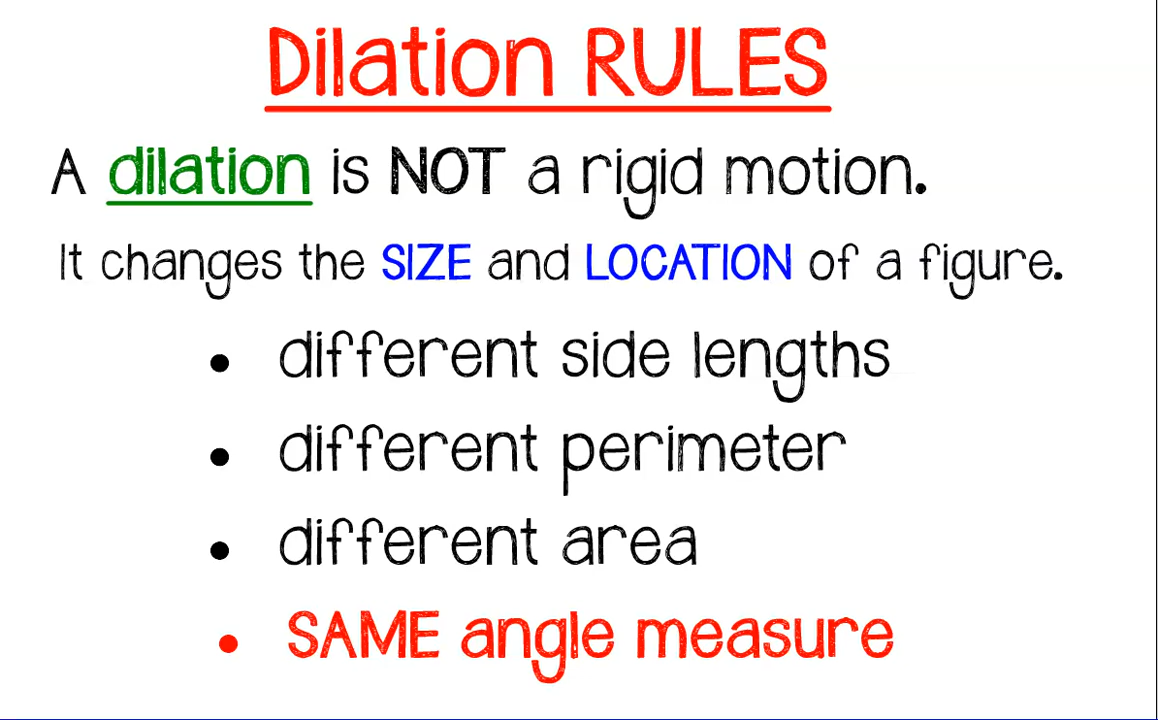 Dilation RULES
A dilation is NOT a rigid motion.
It changes the SIZE and LOCATION of a figure.
• different side lengths
• different perimeter
• different area
• SAME angle measure